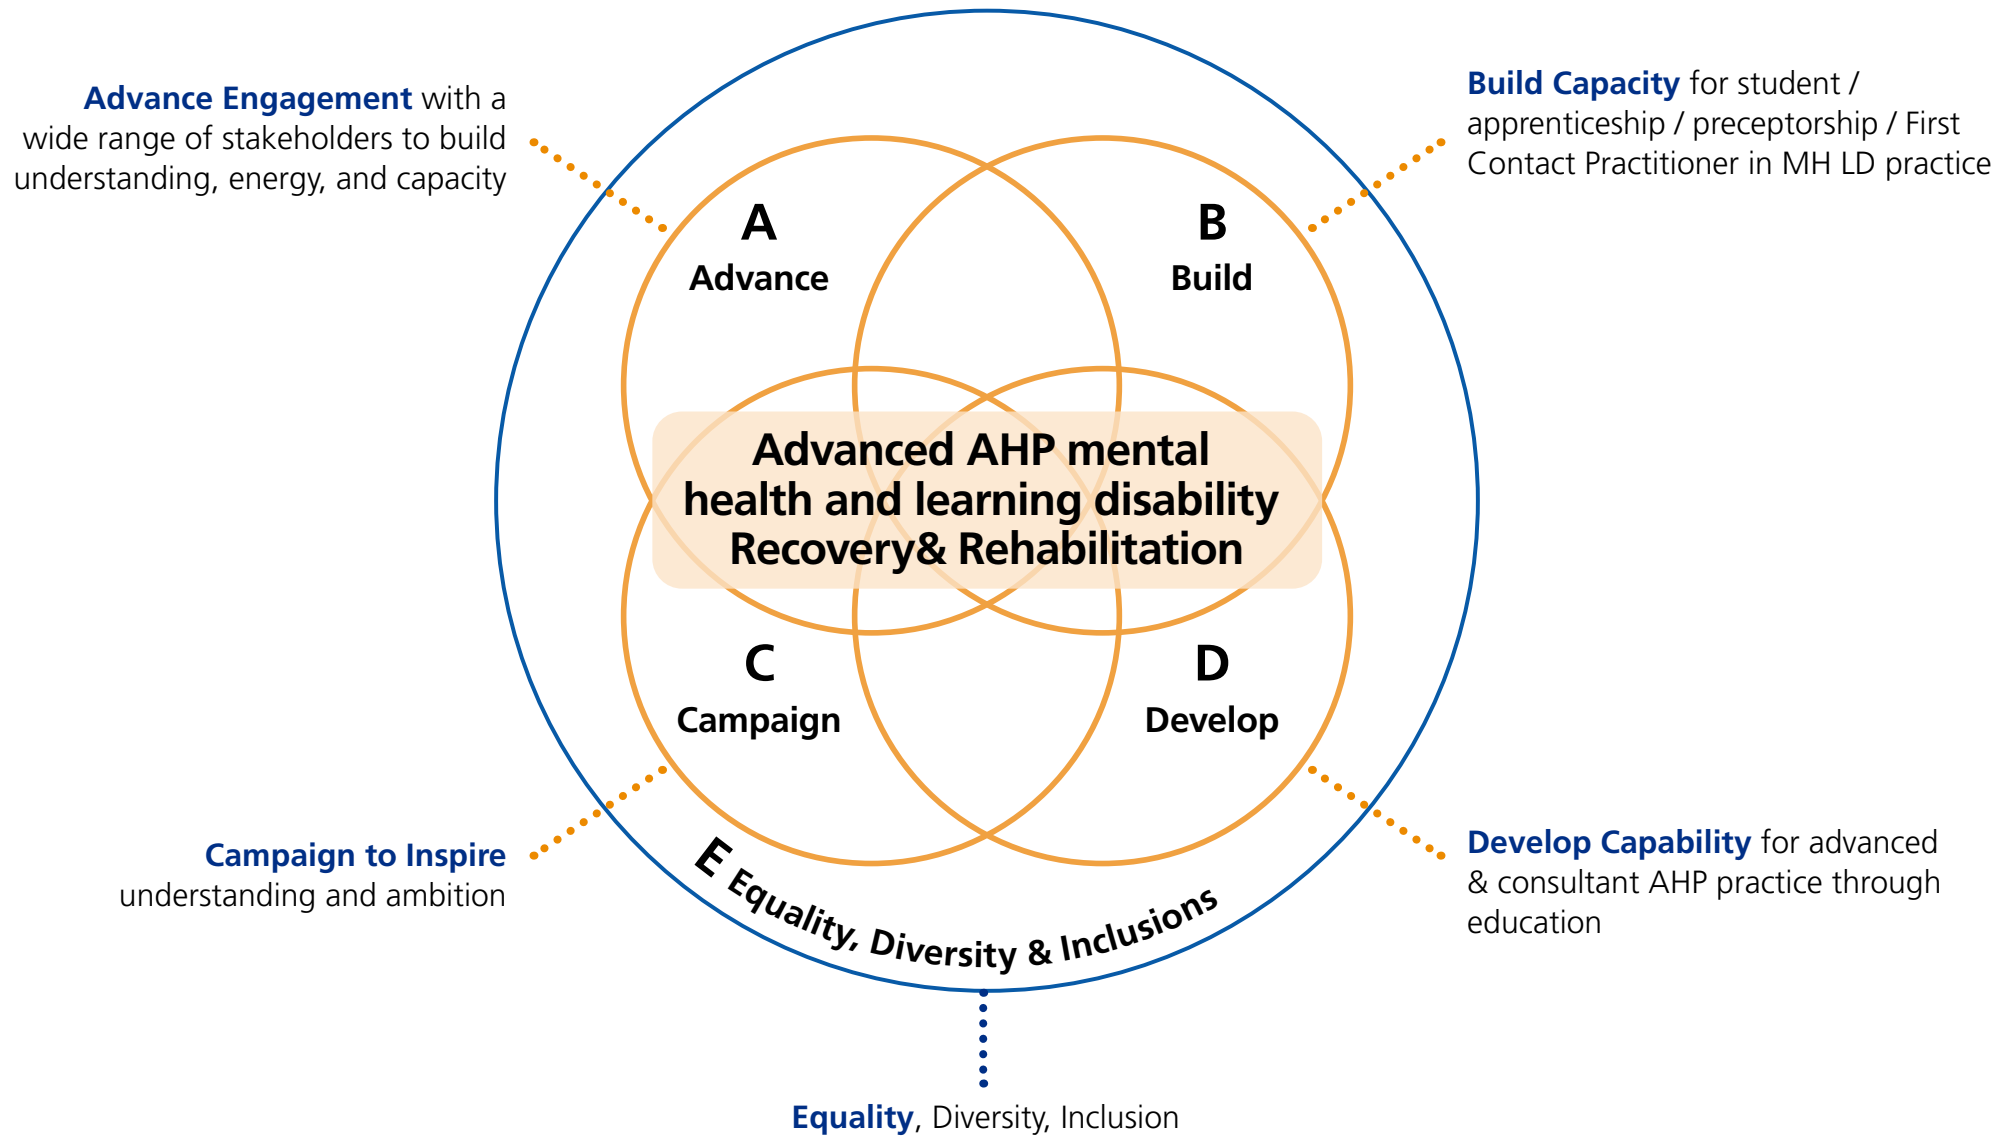 Advance Engagement with a
wide range of stakeholders to build
understanding, energy, and capacity
Build Capacity for student /
apprenticeship / preceptorship / First
Contact Practitioner in MH LD practice
A
Advance
B
Build
Advanced AHP mental
health and learning disability
Recovery& Rehabilitation
C
Campaign
D
Develop
Campaign to Inspire
understanding and ambition
Develop Capability for advanced
& consultant AHP practice through
education
E Equality, Diversity & Inclusions
Equality, Diversity, Inclusion